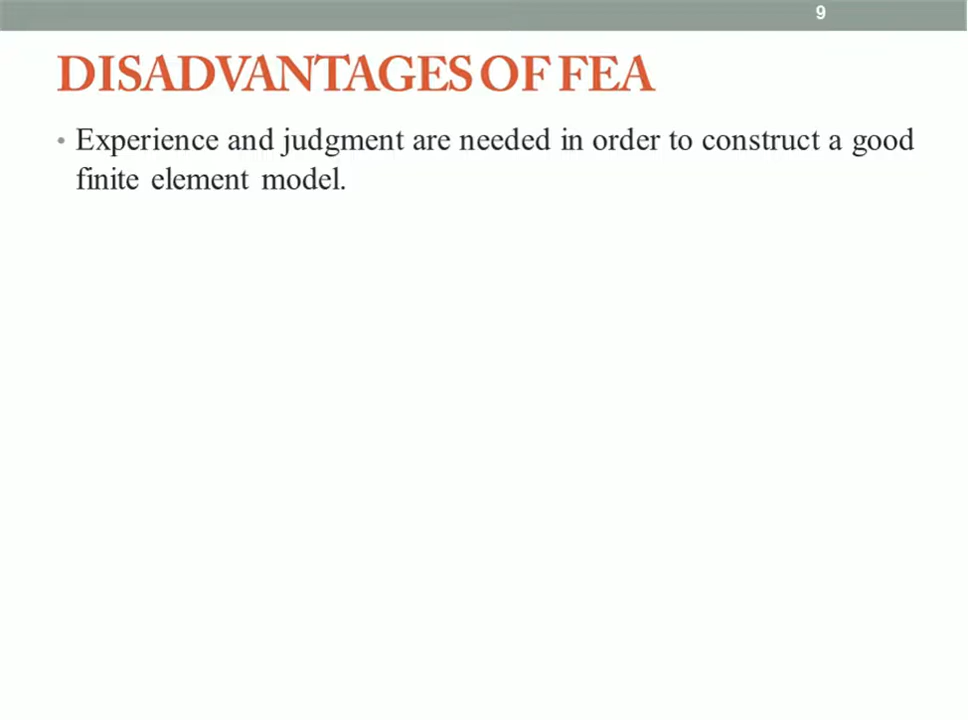 9
DISADVANTAGES OF FEA
• Experience and judgment are needed in order to construct a good
finite element model.